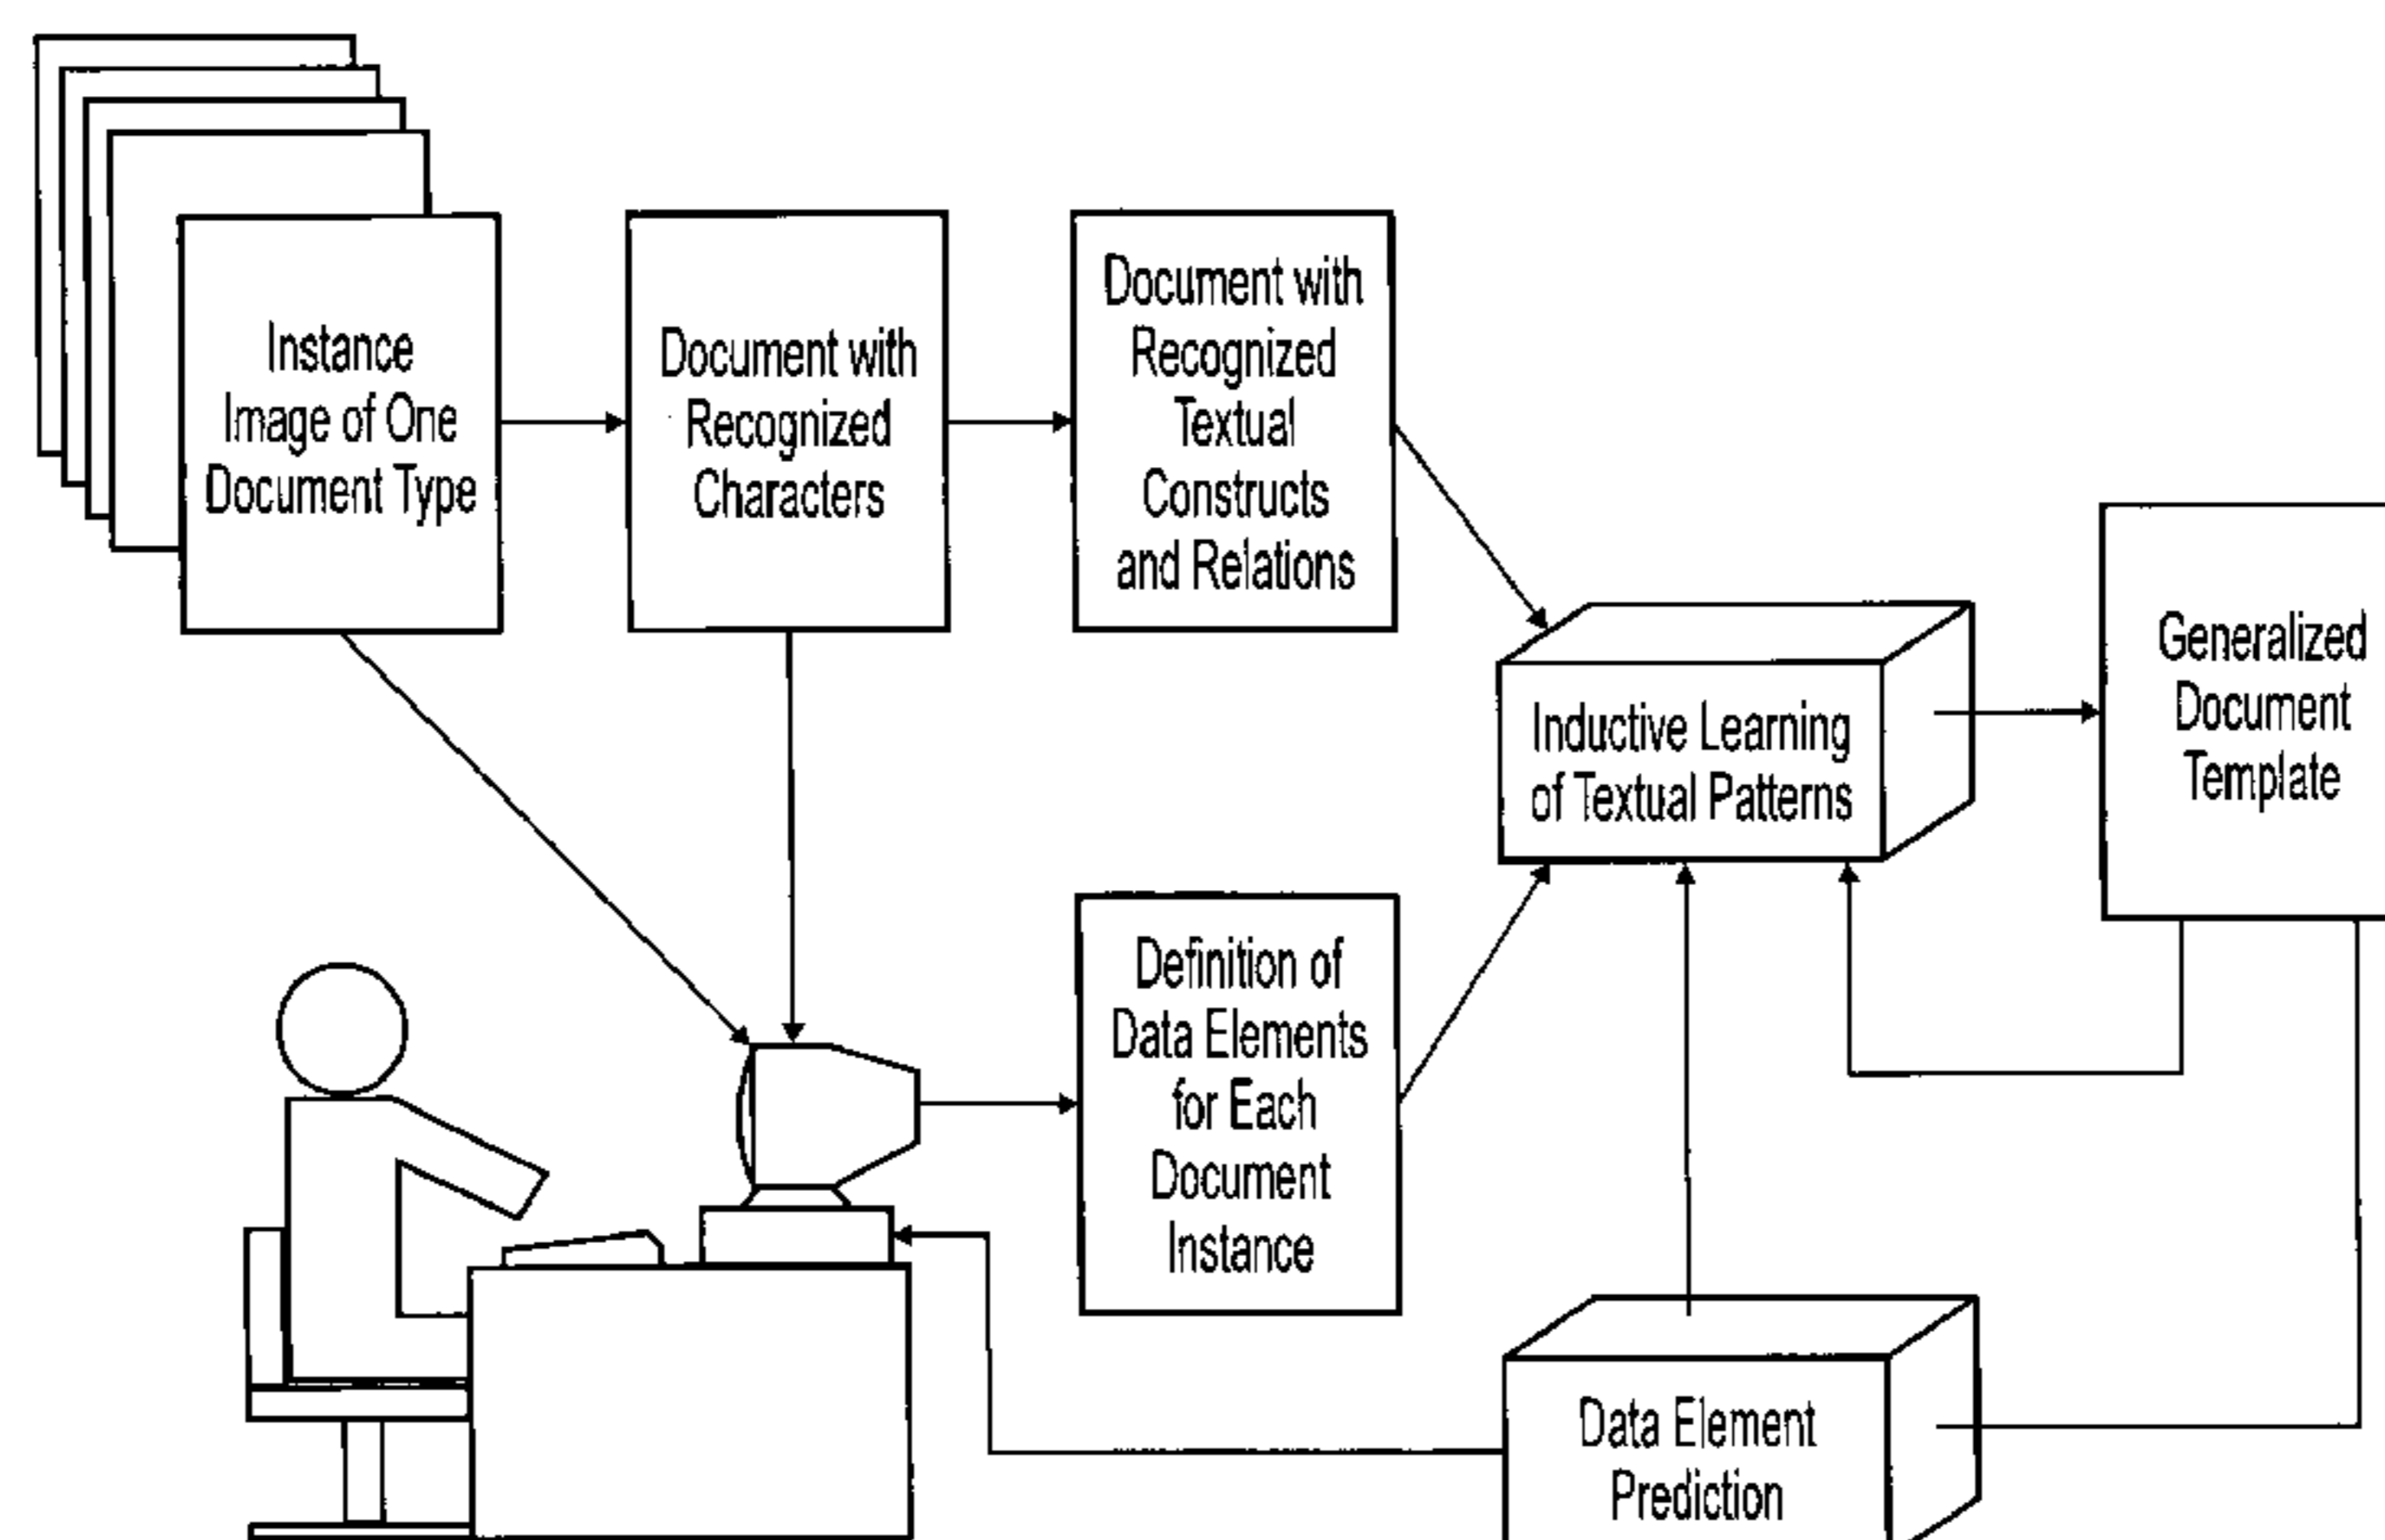 Instance
Image of One
Document Type
Document with
Recognized
Characters
Document with
Recognized
Textual
Constructs
and Relations
Inductive Learning
of Textual Patterns
Generalized
Document
Template
Definition of
Data Elements
for Each
Document
Instance
Data Element
Prediction